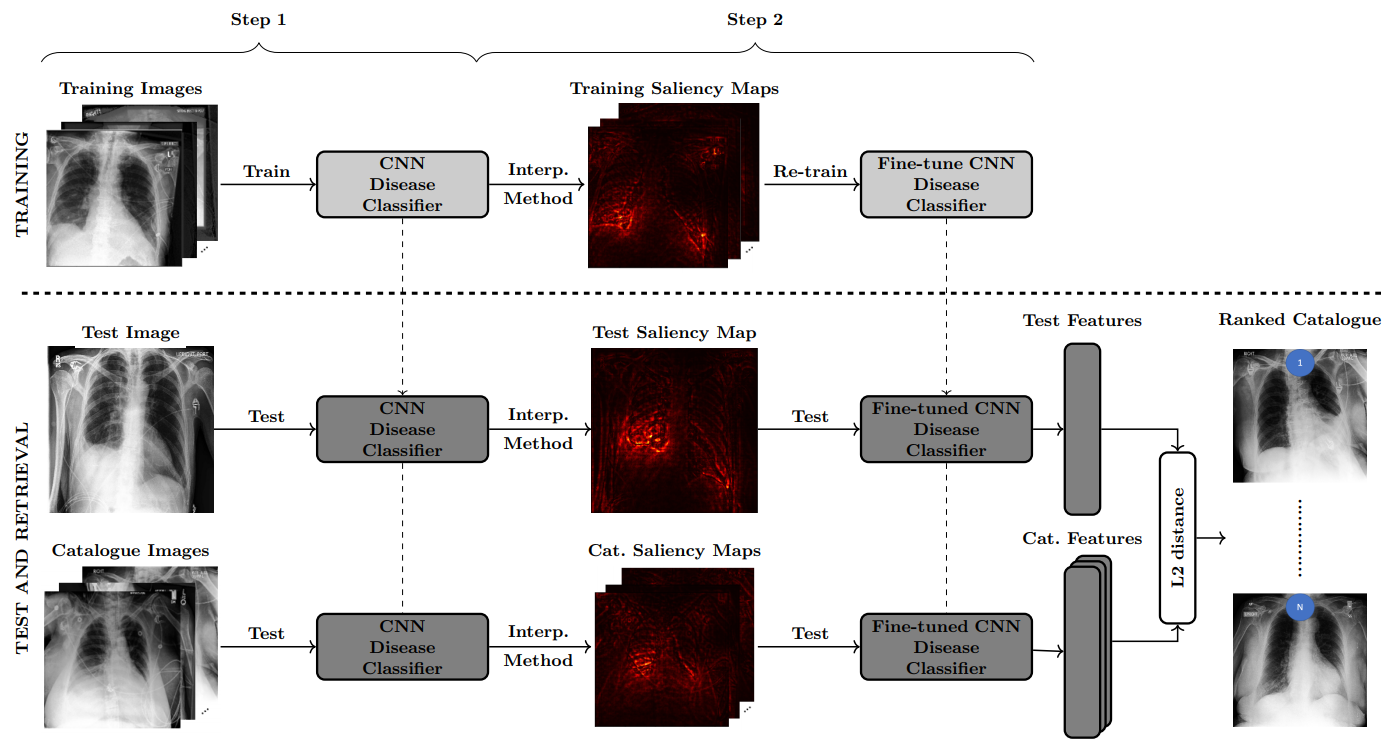 Step 1
Step 2
Training Images
Training Saliency Maps
TRAINING
Train
CNN
Disease
Classifier
Interp.
Method
Re-train
Fine-tune CNN
Disease
Classifier
TEST AND RETRIEVAL
Test Image
Test Saliency Map
Test Features
Ranked Catalogue
Test
CNN
Disease
Classifier
Interp.
Method
Test
Fine-tuned CNN
Disease
Classifier
1
Catalogue Images
Cat. Saliency Maps
Cat. Features
L2 distance
Test
CNN
Disease
Classifier
Interp.
Method
Test
Fine-tuned CNN
Disease
Classifier
N